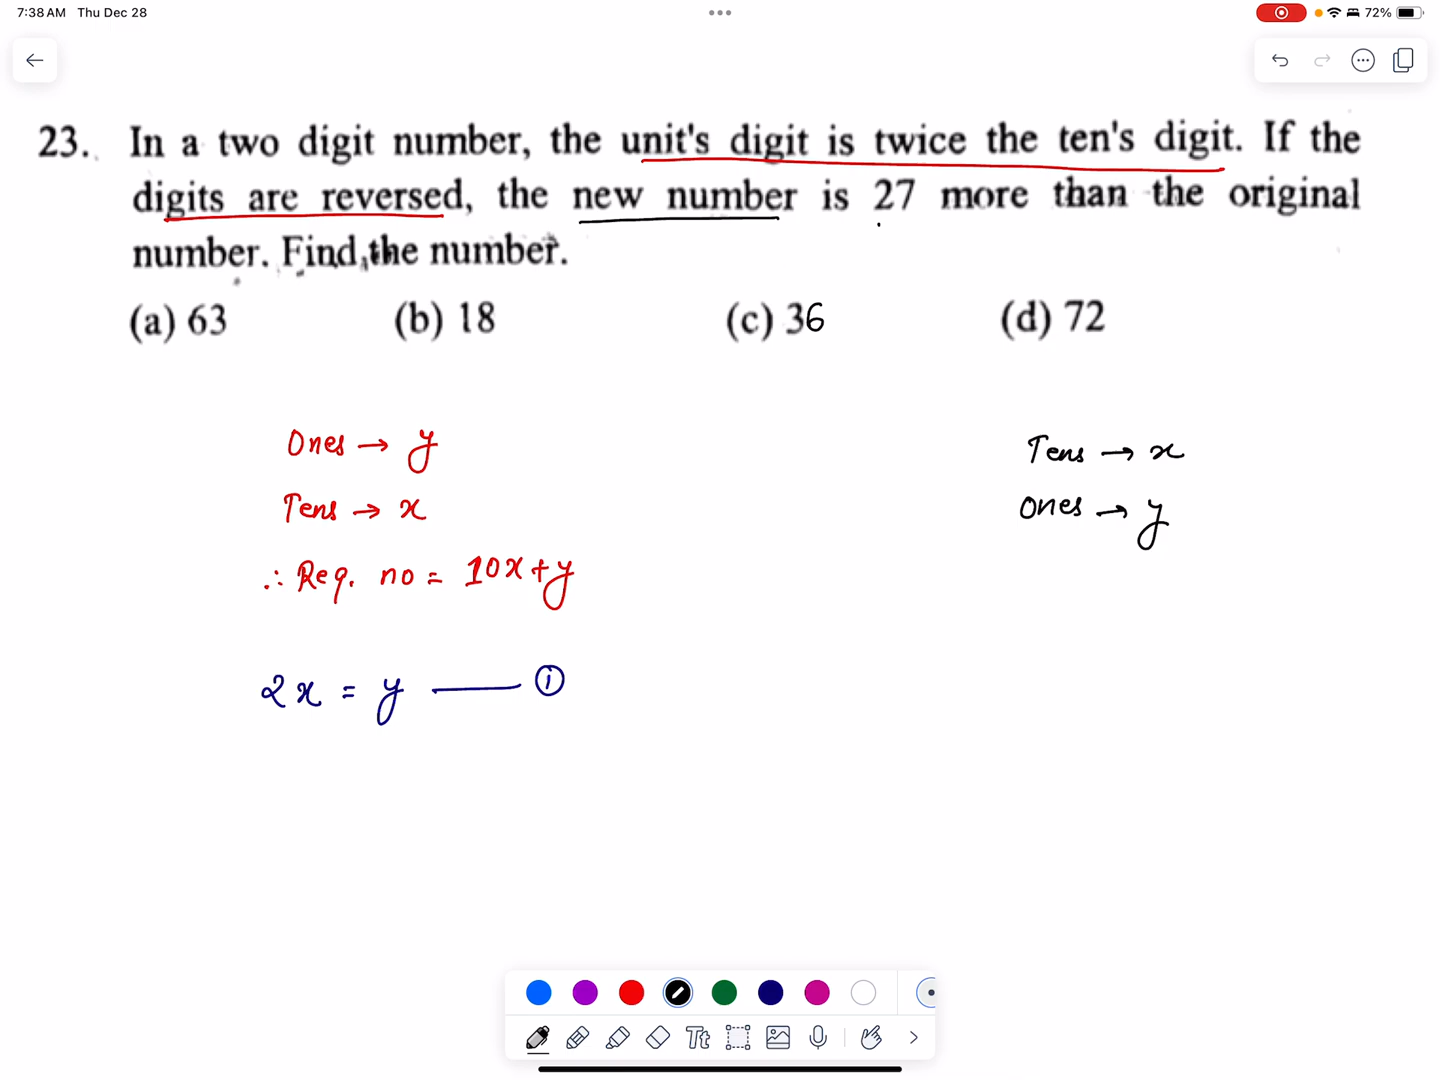 7:38 AM Thu Dec 28
72%
23. In a two digit number, the unit's digit is twice the ten's digit. If the
digits are reversed, the new number is 27 more than the original
number. Find the number.
(a) 63 (b) 18 (c) 36 (d) 72
Ones → y
Tens → x
∴ Req. no = 10x + y
2x = y —— ①
Tens → x
Ones → y
Tt